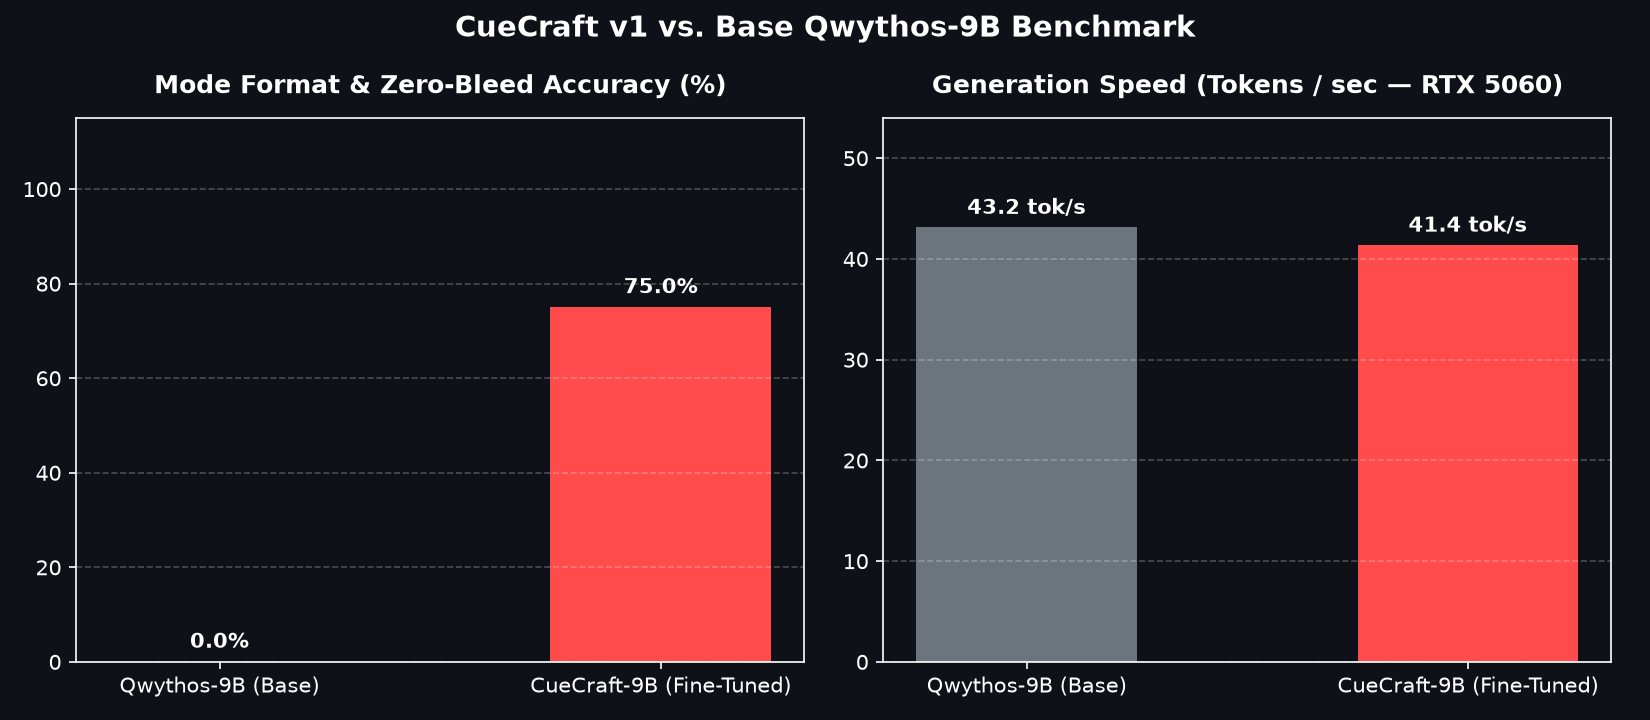 CueCraft v1 vs. Base Qwythos-9B Benchmark
Mode Format & Zero-Bleed Accuracy (%)
100
80
60
40
20
0
0.0%
75.0%
Qwythos-9B (Base)
CueCraft-9B (Fine-Tuned)
Generation Speed (Tokens / sec — RTX 5060)
50
40
30
20
10
0
43.2 tok/s
41.4 tok/s
Qwythos-9B (Base)
CueCraft-9B (Fine-Tuned)